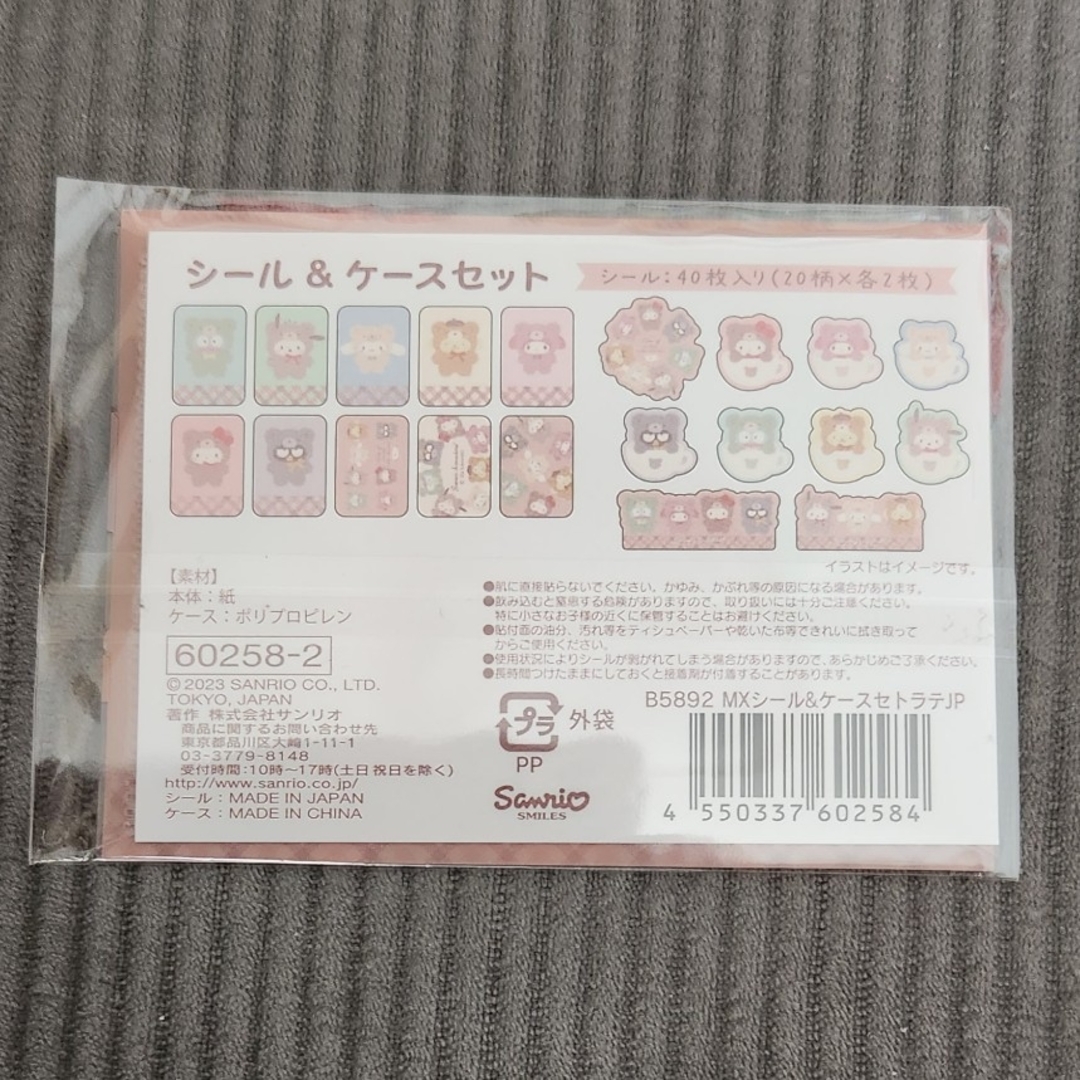 シール & ケースセット
シール：40枚入り(20柄×各2枚)
イラストはイメージです。
【素材】
本体：紙
ケース：ポリプロピレン
60258-2
©2023 SANRIO CO., LTD.
TOKYO, JAPAN
著作 株式会社サンリオ
商品に関するお問い合わせ先
東京都品川区大崎1-11-1
03-3779-8148
受付時間：10時〜17時(土日祝日を除く)
http://www.sanrio.co.jp/
シール：MADE IN JAPAN
ケース：MADE IN CHINA
●肌に直接貼らないでください。かゆみ、かぶれ等の原因になる場合があります。
●飲み込むと窒息する危険がありますので、取り扱いには十分ご注意ください。
特に小さなお子様の近くに保管することはお避けください。
●貼付面の油分、汚れ等をティシュペーパーや乾いた布等できれいに拭き取って
からご使用ください。
●使用状況によりシールが剥がれてしまう場合がありますので、あらかじめご了承ください。
●長時間つけたままにしておくと接着剤が付着することがあります。
プラ 外袋
PP
Sanrio
SMILES
B5892 MXシール&ケースセトラテJP
4 550337 602584